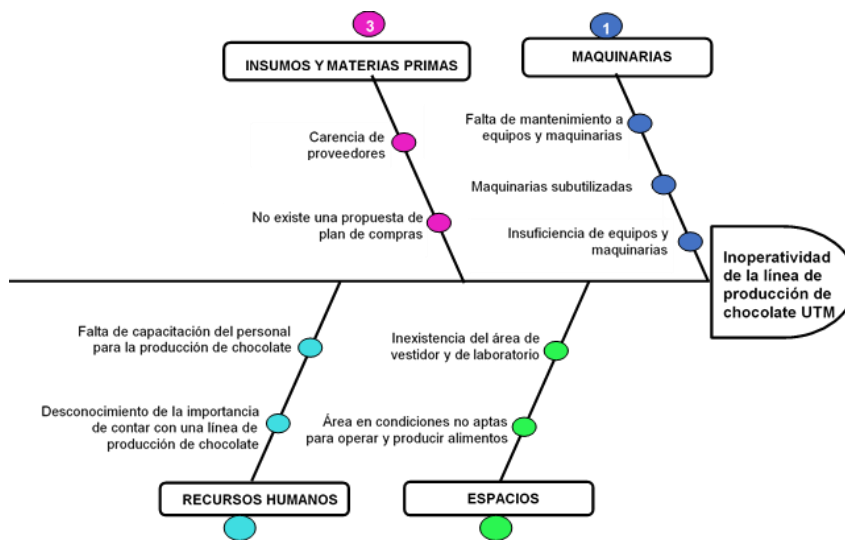 3
1
INSUMOS Y MATERIAS PRIMAS
MAQUINARIAS
Carencia de
proveedores
No existe una propuesta de
plan de compras
Falta de mantenimiento a
equipos y maquinarias
Maquinarias subutilizadas
Insuficiencia de equipos y
maquinarias
Inoperatividad
de la línea de
producción de
chocolate UTM
Falta de capacitación del personal
para la producción de chocolate
Desconocimiento de la importancia
de contar con una línea de
producción de chocolate
Inexistencia del área de
vestidor y de laboratorio
Área en condiciones no aptas
para operar y producir alimentos
RECURSOS HUMANOS
ESPACIOS